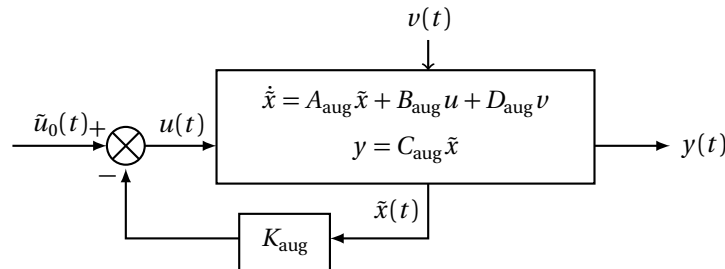 v(t)
ẋ̃ = A_aug x̃ + B_aug u + D_aug v
ũ₀(t) + u(t)
y = C_aug x̃
y(t)
−
x̃(t)
K_aug